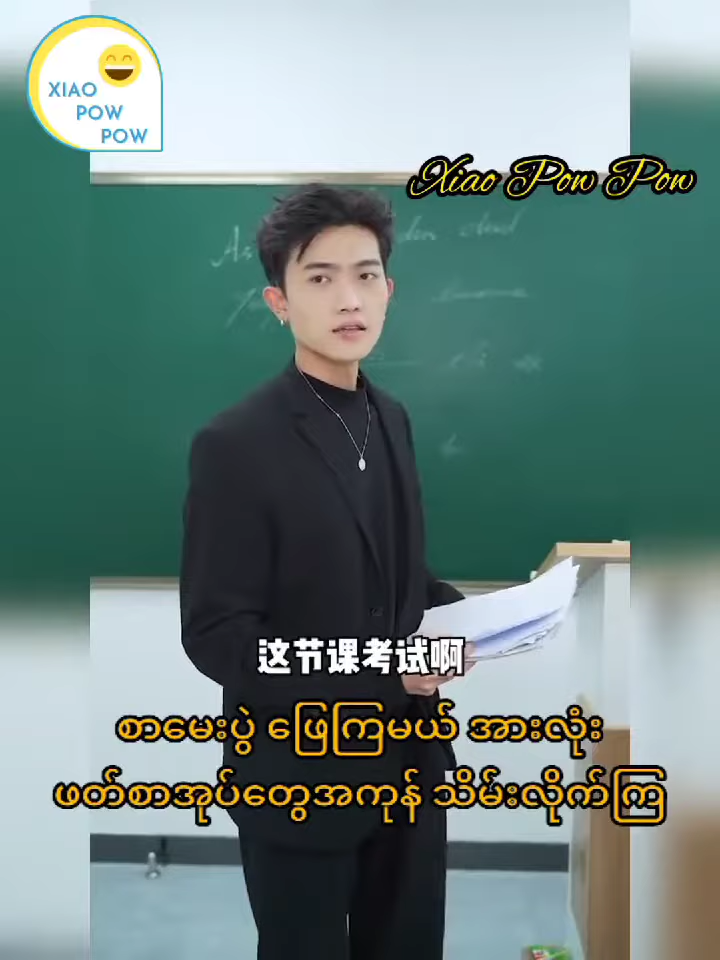 XIAO
POW
POW
Xiao Pow Pow
这节课考试啊
စာမေးပွဲ ဖြေကြမယ် အားလုံး
ဖတ်စာအုပ်တွေအကုန် သိမ်းလိုက်ကြ